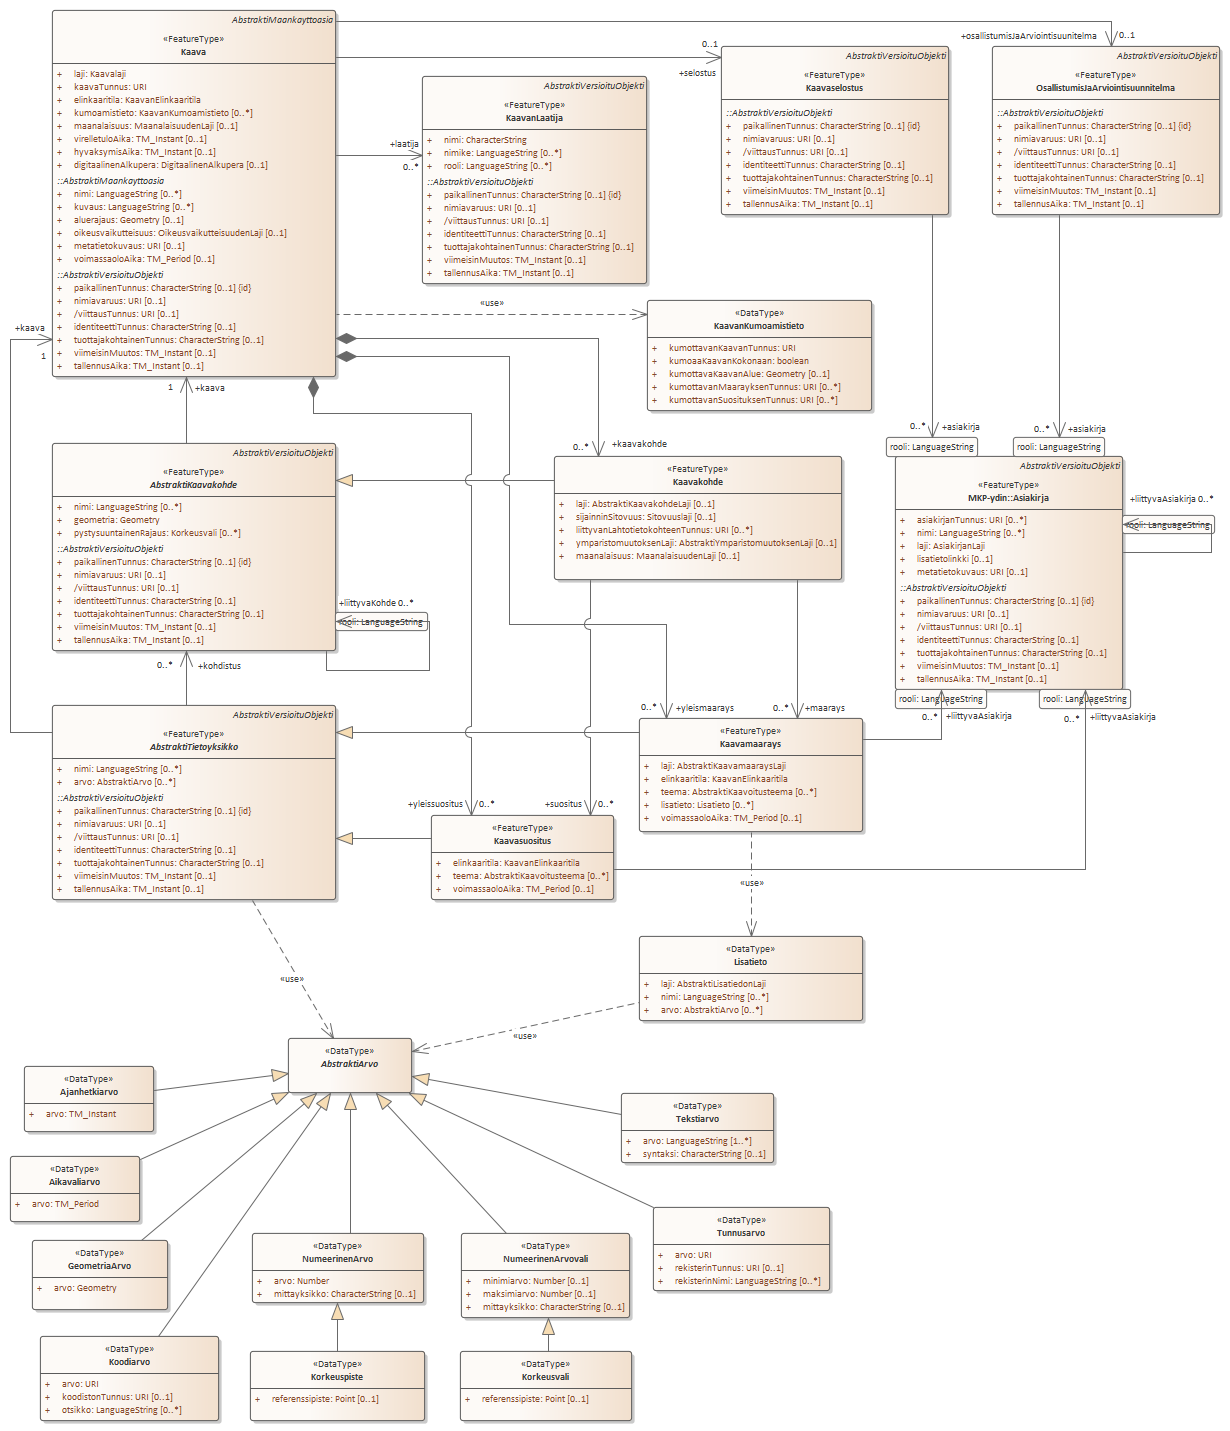 AbstraktiMaankayttoasia
«FeatureType»
Kaava
+ laji: Kaavalaji
+ kaavaTunnus: URI
+ elinkaaritila: KaavanElinkaaritila
+ kumoamistieto: KaavanKumoamistieto [0..*]
+ maanalaisuus: MaanalaisuudenLaji [0..1]
+ vireilletuloAika: TM_Instant [0..1]
+ hyvaksymisAika: TM_Instant [0..1]
+ digitaalinenAlkupera: DigitaalinenAlkupera [0..1]
::AbstraktiMaankayttoasia
+ nimi: LanguageString [0..*]
+ kuvaus: LanguageString [0..*]
+ aluerajaus: Geometry [0..1]
+ oikeusvaikutteisuus: OikeusvaikutteisuudenLaji [0..1]
+ metatietokuvaus: URI [0..1]
+ voimassaoloAika: TM_Period [0..1]
::AbstraktiVersioituObjekti
+ paikallinenTunnus: CharacterString [0..1] {id}
+ nimiavaruus: URI [0..1]
+ /viittausTunnus: URI [0..1]
+ identiteettiTunnus: CharacterString [0..1]
+ tuottajakohtainenTunnus: CharacterString [0..1]
+ viimeisinMuutos: TM_Instant [0..1]
+ tallennusAika: TM_Instant [0..1]
+laatija
0..*
AbstraktiVersioituObjekti
«FeatureType»
KaavanLaatija
+ nimi: CharacterString
+ nimike: LanguageString [0..*]
+ rooli: LanguageString [0..*]
::AbstraktiVersioituObjekti
+ paikallinenTunnus: CharacterString [0..1] {id}
+ nimiavaruus: URI [0..1]
+ /viittausTunnus: URI [0..1]
+ identiteettiTunnus: CharacterString [0..1]
+ tuottajakohtainenTunnus: CharacterString [0..1]
+ viimeisinMuutos: TM_Instant [0..1]
+ tallennusAika: TM_Instant [0..1]
0..1
+selostus
AbstraktiVersioituObjekti
«FeatureType»
Kaavaselostus
::AbstraktiVersioituObjekti
+ paikallinenTunnus: CharacterString [0..1] {id}
+ nimiavaruus: URI [0..1]
+ /viittausTunnus: URI [0..1]
+ identiteettiTunnus: CharacterString [0..1]
+ tuottajakohtainenTunnus: CharacterString [0..1]
+ viimeisinMuutos: TM_Instant [0..1]
+ tallennusAika: TM_Instant [0..1]
+osallistumisJaArviointisuunitelma
0..1
AbstraktiVersioituObjekti
«FeatureType»
OsallistumisJaArviointisuunnitelma
::AbstraktiVersioituObjekti
+ paikallinenTunnus: CharacterString [0..1] {id}
+ nimiavaruus: URI [0..1]
+ /viittausTunnus: URI [0..1]
+ identiteettiTunnus: CharacterString [0..1]
+ tuottajakohtainenTunnus: CharacterString [0..1]
+ viimeisinMuutos: TM_Instant [0..1]
+ tallennusAika: TM_Instant [0..1]
«use»
«DataType»
KaavanKumoamistieto
+ kumottavanKaavanTunnus: URI
+ kumoaaKaavanKokonaan: boolean
+ kumottavaKaavanAlue: Geometry [0..1]
+ kumottavanMaarayksenTunnus: URI [0..*]
+ kumottavanSuosituksenTunnus: URI [0..*]
+kaava
1
1 +kaava
AbstraktiVersioituObjekti
«FeatureType»
AbstraktiKaavakohde
+ nimi: LanguageString [0..*]
+ geometria: Geometry
+ pystysuuntainenRajaus: Korkeusvali [0..*]
::AbstraktiVersioituObjekti
+ paikallinenTunnus: CharacterString [0..1] {id}
+ nimiavaruus: URI [0..1]
+ /viittausTunnus: URI [0..1]
+ identiteettiTunnus: CharacterString [0..1]
+ tuottajakohtainenTunnus: CharacterString [0..1]
+ viimeisinMuutos: TM_Instant [0..1]
+ tallennusAika: TM_Instant [0..1]
+liittyvaKohde 0..*
rooli: LanguageString
0..* +kohdistus
0..* +kaavakohde
«FeatureType»
Kaavakohde
+ laji: AbstraktiKaavakohdeLaji [0..1]
+ sijainninSitovuus: Sitovuuslaji [0..1]
+ liittyvanLahtotietokohteenTunnus: URI [0..*]
+ ymparistomuutoksenLaji: AbstraktiYmparistomuutoksenLaji [0..1]
+ maanalaisuus: MaanalaisuudenLaji [0..1]
0..* +asiakirja
rooli: LanguageString
0..* +asiakirja
rooli: LanguageString
AbstraktiVersioituObjekti
«FeatureType»
MKP-ydin::Asiakirja
+ asiakirjanTunnus: URI [0..*]
+ nimi: LanguageString [0..*]
+ laji: AsiakirjanLaji
+ lisatietolinkki [0..1]
+ metatietokuvaus: URI [0..1]
::AbstraktiVersioituObjekti
+ paikallinenTunnus: CharacterString [0..1] {id}
+ nimiavaruus: URI [0..1]
+ /viittausTunnus: URI [0..1]
+ identiteettiTunnus: CharacterString [0..1]
+ tuottajakohtainenTunnus: CharacterString [0..1]
+ viimeisinMuutos: TM_Instant [0..1]
+ tallennusAika: TM_Instant [0..1]
+liittyvaAsiakirja 0..*
rooli: LanguageString
rooli: LanguageString
0..* +liittyvaAsiakirja
rooli: LanguageString
0..* +liittyvaAsiakirja
AbstraktiVersioituObjekti
«FeatureType»
AbstraktiTietoyksikko
+ nimi: LanguageString [0..*]
+ arvo: AbstraktiArvo [0..*]
::AbstraktiVersioituObjekti
+ paikallinenTunnus: CharacterString [0..1] {id}
+ nimiavaruus: URI [0..1]
+ /viittausTunnus: URI [0..1]
+ identiteettiTunnus: CharacterString [0..1]
+ tuottajakohtainenTunnus: CharacterString [0..1]
+ viimeisinMuutos: TM_Instant [0..1]
+ tallennusAika: TM_Instant [0..1]
0..* +yleismaarays
0..* +maarays
«FeatureType»
Kaavamaarays
+ laji: AbstraktiKaavamaaraysLaji
+ elinkaaritila: KaavanElinkaaritila
+ teema: AbstraktiKaavoitusteema [0..*]
+ lisatieto: Lisatieto [0..*]
+ voimassaoloAika: TM_Period [0..1]
+yleissuositus 0..*
+suositus 0..*
«FeatureType»
Kaavasuositus
+ elinkaaritila: KaavanElinkaaritila
+ teema: AbstraktiKaavoitusteema [0..*]
+ voimassaoloAika: TM_Period [0..1]
«use»
«DataType»
Lisatieto
+ laji: AbstraktiLisatiedonLaji
+ nimi: LanguageString [0..*]
+ arvo: AbstraktiArvo [0..*]
«use»
«use»
«DataType»
AbstraktiArvo
«DataType»
Ajanhetkiarvo
+ arvo: TM_Instant
«DataType»
Tekstiarvo
+ arvo: LanguageString [1..*]
+ syntaksi: CharacterString [0..1]
«DataType»
Aikavaliarvo
+ arvo: TM_Period
«DataType»
GeometriaArvo
+ arvo: Geometry
«DataType»
NumeerinenArvo
+ arvo: Number
+ mittayksikko: CharacterString [0..1]
«DataType»
NumeerinenArvovali
+ minimiarvo: Number [0..1]
+ maksimiarvo: Number [0..1]
+ mittayksikko: CharacterString [0..1]
«DataType»
Tunnusarvo
+ arvo: URI
+ rekisterinTunnus: URI [0..1]
+ rekisterinNimi: LanguageString [0..*]
«DataType»
Koodiarvo
+ arvo: URI
+ koodistonTunnus: URI [0..1]
+ otsikko: LanguageString [0..*]
«DataType»
Korkeuspiste
+ referenssipiste: Point [0..1]
«DataType»
Korkeusvali
+ referenssipiste: Point [0..1]